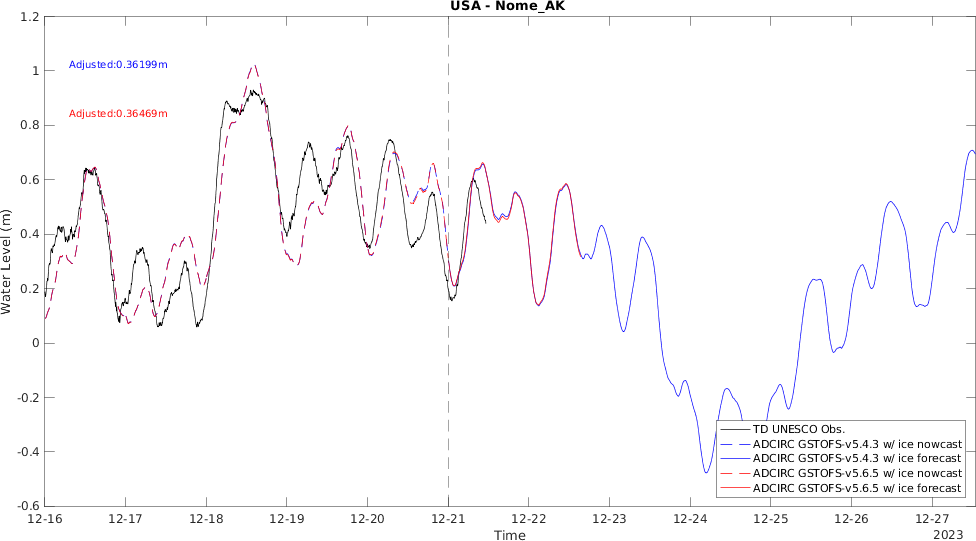 USA - Nome_AK
1.2
1
0.8
0.6
0.4
0.2
0
-0.2
-0.4
-0.6
Water Level (m)
Adjusted:0.36199m
Adjusted:0.36469m
TD UNESCO Obs.
ADCIRC GSTOFS-v5.4.3 w/ ice nowcast
ADCIRC GSTOFS-v5.4.3 w/ ice forecast
ADCIRC GSTOFS-v5.6.5 w/ ice nowcast
ADCIRC GSTOFS-v5.6.5 w/ ice forecast
12-16 12-17 12-18 12-19 12-20 12-21 12-22 12-23 12-24 12-25 12-26 12-27
Time
2023